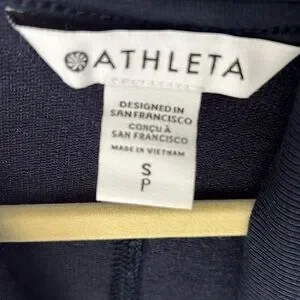 ATHLETA
DESIGNED IN
SAN FRANCISCO
CONÇU À
SAN FRANCISCO
MADE IN VIETNAM
S
P